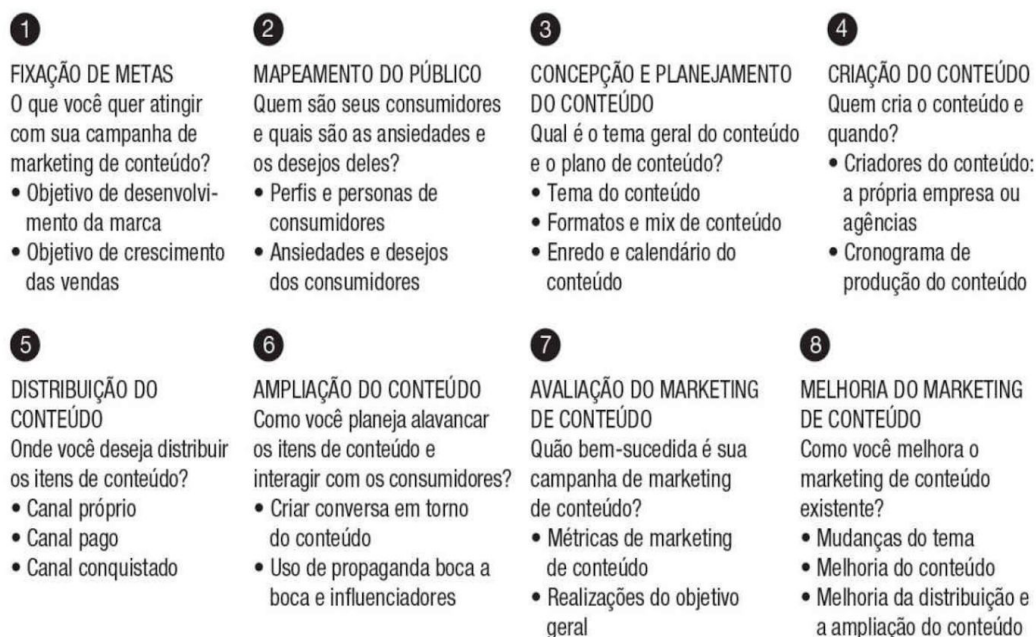 1
FIXAÇÃO DE METAS
O que você quer atingir
com sua campanha de
marketing de conteúdo?
• Objetivo de desenvolvi-
mento da marca
• Objetivo de crescimento
das vendas
2
MAPEAMENTO DO PÚBLICO
Quem são seus consumidores
e quais são as ansiedades e
os desejos deles?
• Perfis e personas de
consumidores
• Ansiedades e desejos
dos consumidores
3
CONCEPÇÃO E PLANEJAMENTO
DO CONTEÚDO
Qual é o tema geral do conteúdo
e o plano de conteúdo?
• Tema do conteúdo
• Formatos e mix de conteúdo
• Enredo e calendário do
conteúdo
4
CRIAÇÃO DO CONTEÚDO
Quem cria o conteúdo e
quando?
• Criadores do conteúdo:
a própria empresa ou
agências
• Cronograma de
produção do conteúdo
5
DISTRIBUIÇÃO DO
CONTEÚDO
Onde você deseja distribuir
os itens de conteúdo?
• Canal próprio
• Canal pago
• Canal conquistado
6
AMPLIAÇÃO DO CONTEÚDO
Como você planeja alavancar
os itens de conteúdo e
interagir com os consumidores?
• Criar conversa em torno
do conteúdo
• Uso de propaganda boca a
boca e influenciadores
7
AVALIAÇÃO DO MARKETING
DE CONTEÚDO
Quão bem-sucedida é sua
campanha de marketing
de conteúdo?
• Métricas de marketing
de conteúdo
• Realizações do objetivo
geral
8
MELHORIA DO MARKETING
DE CONTEÚDO
Como você melhora o
marketing de conteúdo
existente?
• Mudanças do tema
• Melhoria do conteúdo
• Melhoria da distribuição e
a ampliação do conteúdo